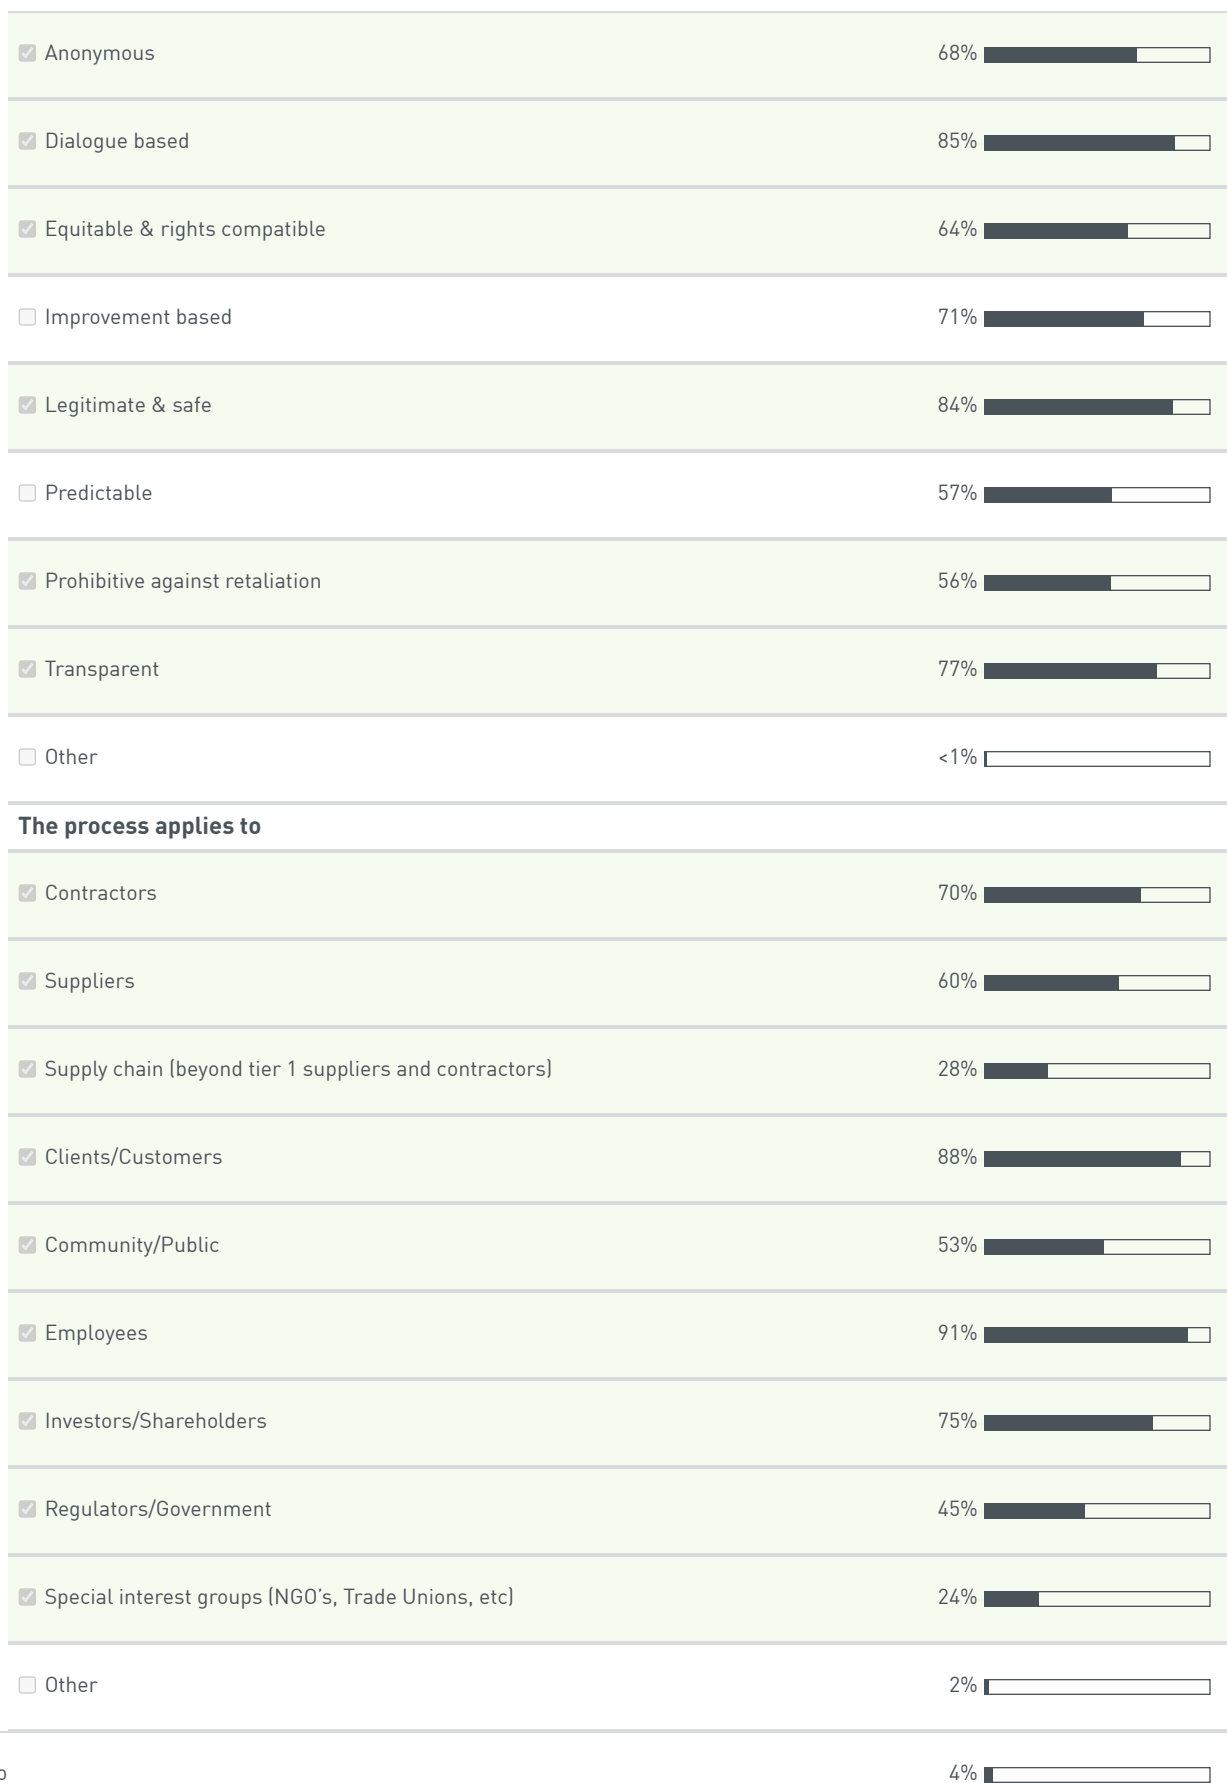 Anonymous 68%
Dialogue based 85%
Equitable & rights compatible 64%
Improvement based 71%
Legitimate & safe 84%
Predictable 57%
Prohibitive against retaliation 56%
Transparent 77%
Other <1%
The process applies to
Contractors 70%
Suppliers 60%
Supply chain (beyond tier 1 suppliers and contractors) 28%
Clients/Customers 88%
Community/Public 53%
Employees 91%
Investors/Shareholders 75%
Regulators/Government 45%
Special interest groups (NGO's, Trade Unions, etc) 24%
Other 2%
4%